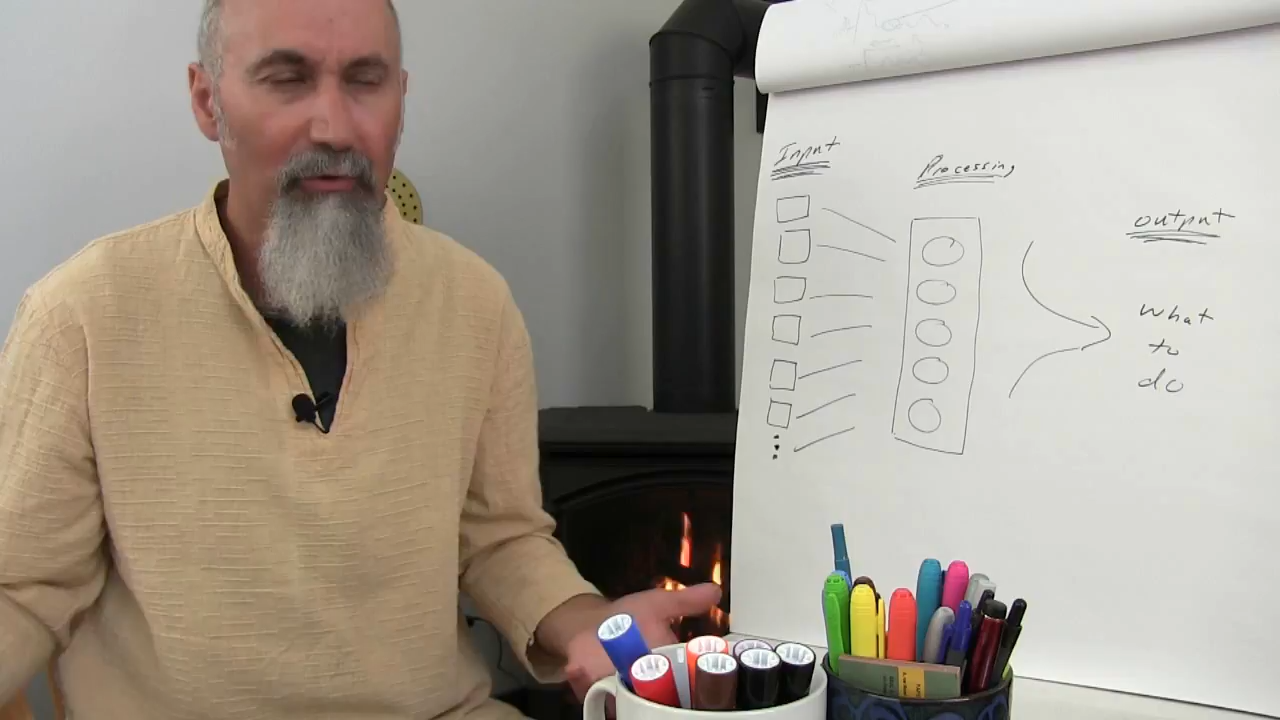 Input
Processing
output
what
to
do